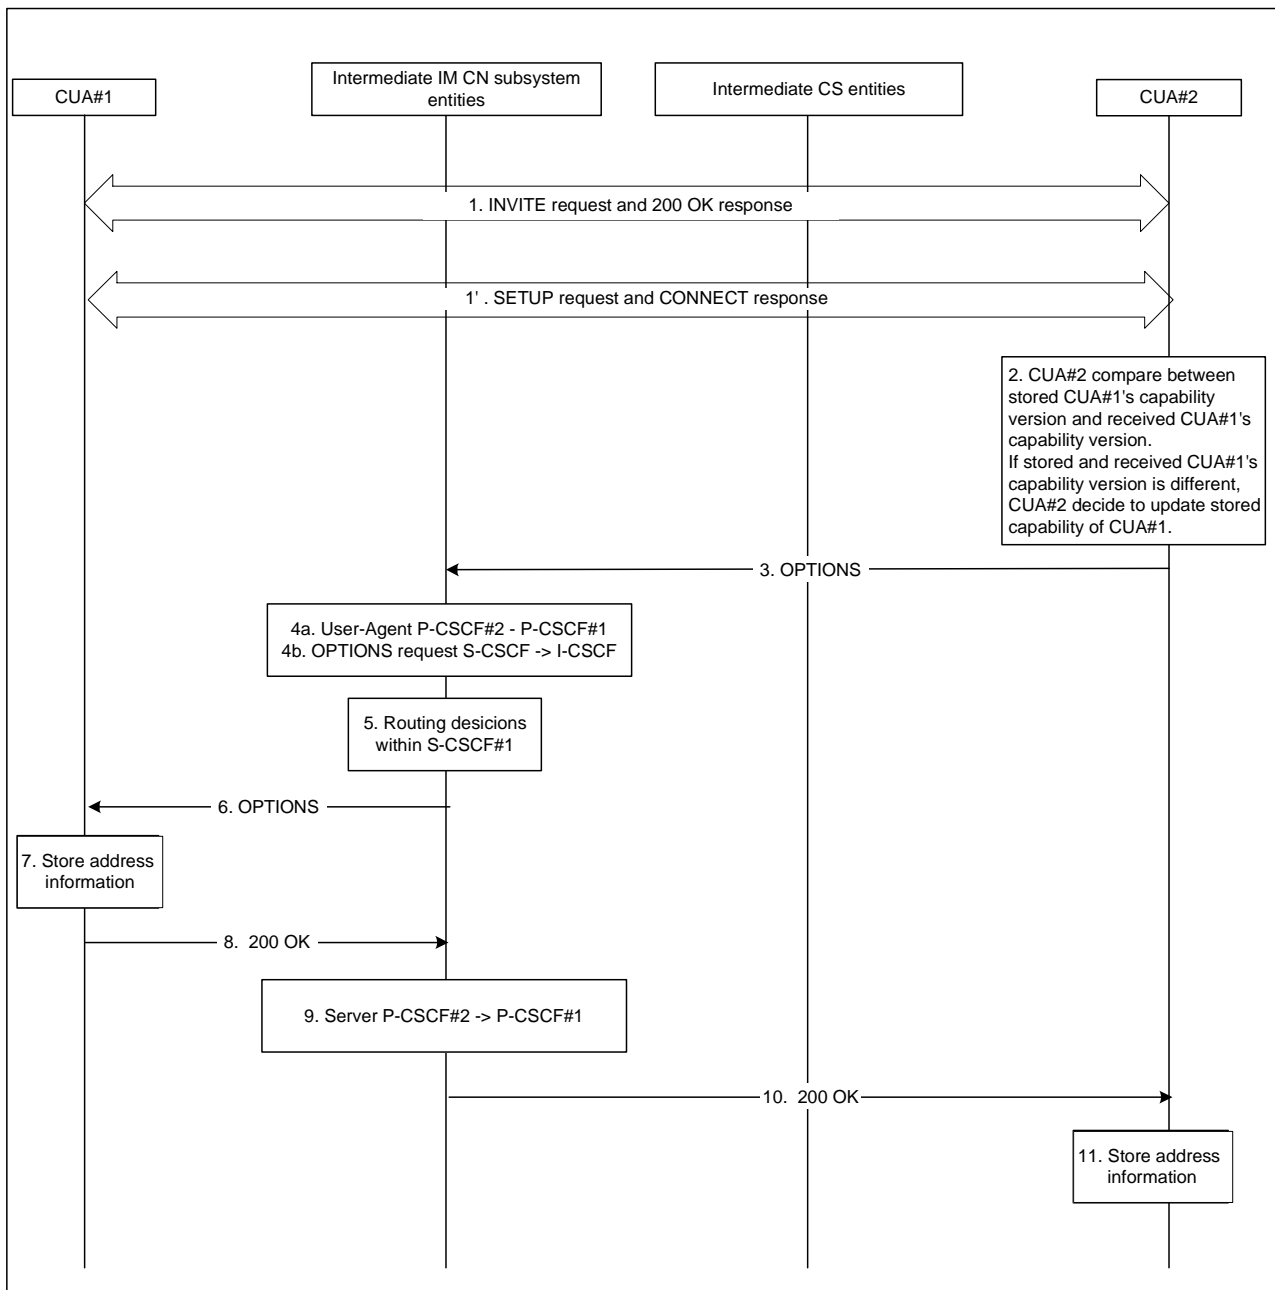 CUA#1
Intermediate IM CN subsystem
entities
Intermediate CS entities
CUA#2
1. INVITE request and 200 OK response
1' . SETUP request and CONNECT response
2. CUA#2 compare between
stored CUA#1's capability
version and received CUA#1's
capability version.
If stored and received CUA#1's
capability version is different,
CUA#2 decide to update stored
capability of CUA#1.
3. OPTIONS
4a. User-Agent P-CSCF#2 - P-CSCF#1
4b. OPTIONS request S-CSCF -> I-CSCF
5. Routing desicions
within S-CSCF#1
6. OPTIONS
7. Store address
information
8. 200 OK
9. Server P-CSCF#2 -> P-CSCF#1
10. 200 OK
11. Store address
information